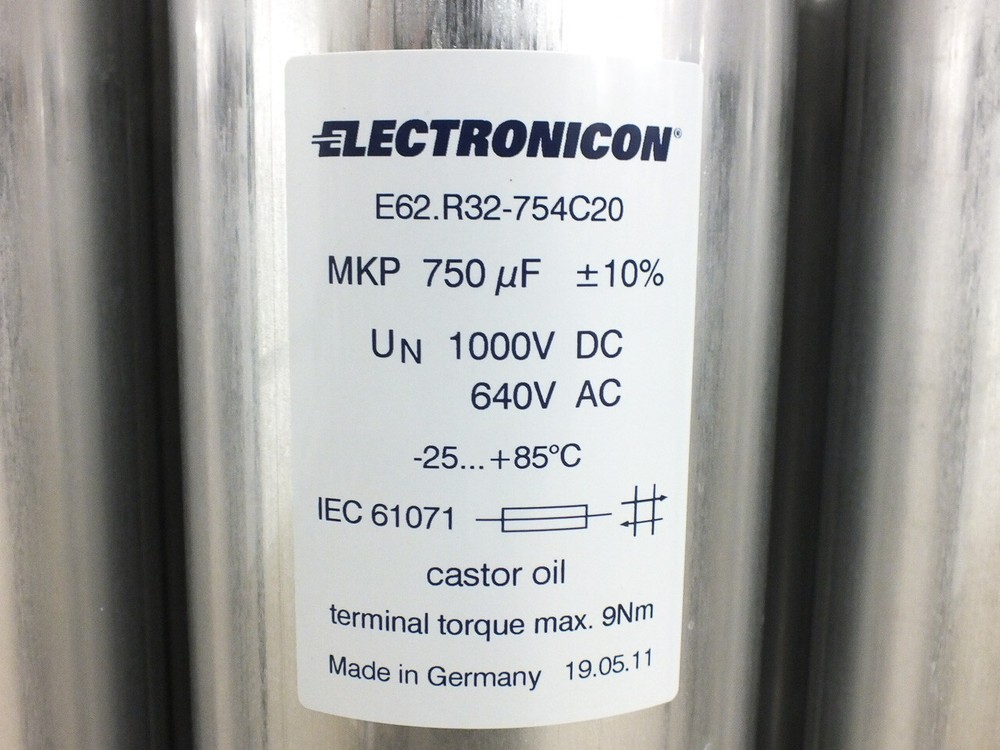 ELECTRONICON®
E62.R32-754C20
MKP 750 µF ±10%
UN 1000V DC
640V AC
-25...+85°C
IEC 61071
castor oil
terminal torque max. 9Nm
Made in Germany 19.05.11